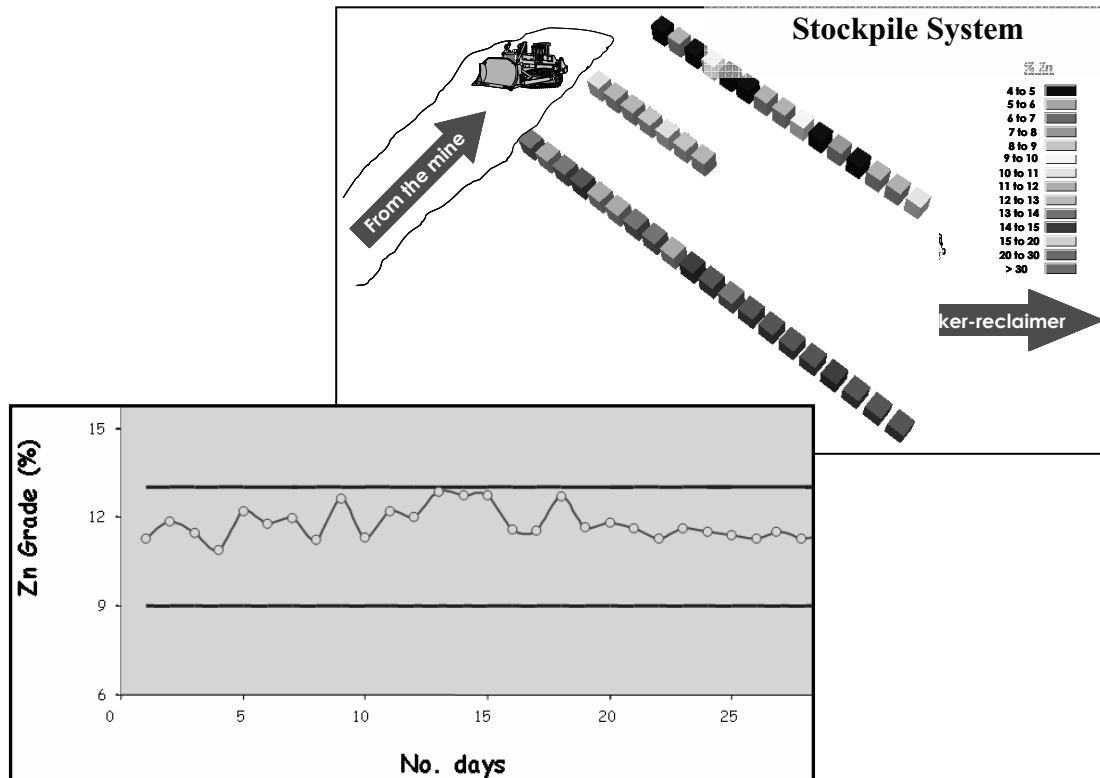 Stockpile System
% Zn
4 to 5
5 to 6
6 to 7
7 to 8
8 to 9
9 to 10
10 to 11
11 to 12
12 to 13
13 to 14
14 to 15
15 to 20
20 to 30
> 30
From the mine
ker-reclaimer
Zn Grade (%)
15
12
9
6
0
5
10
15
20
25
No. days